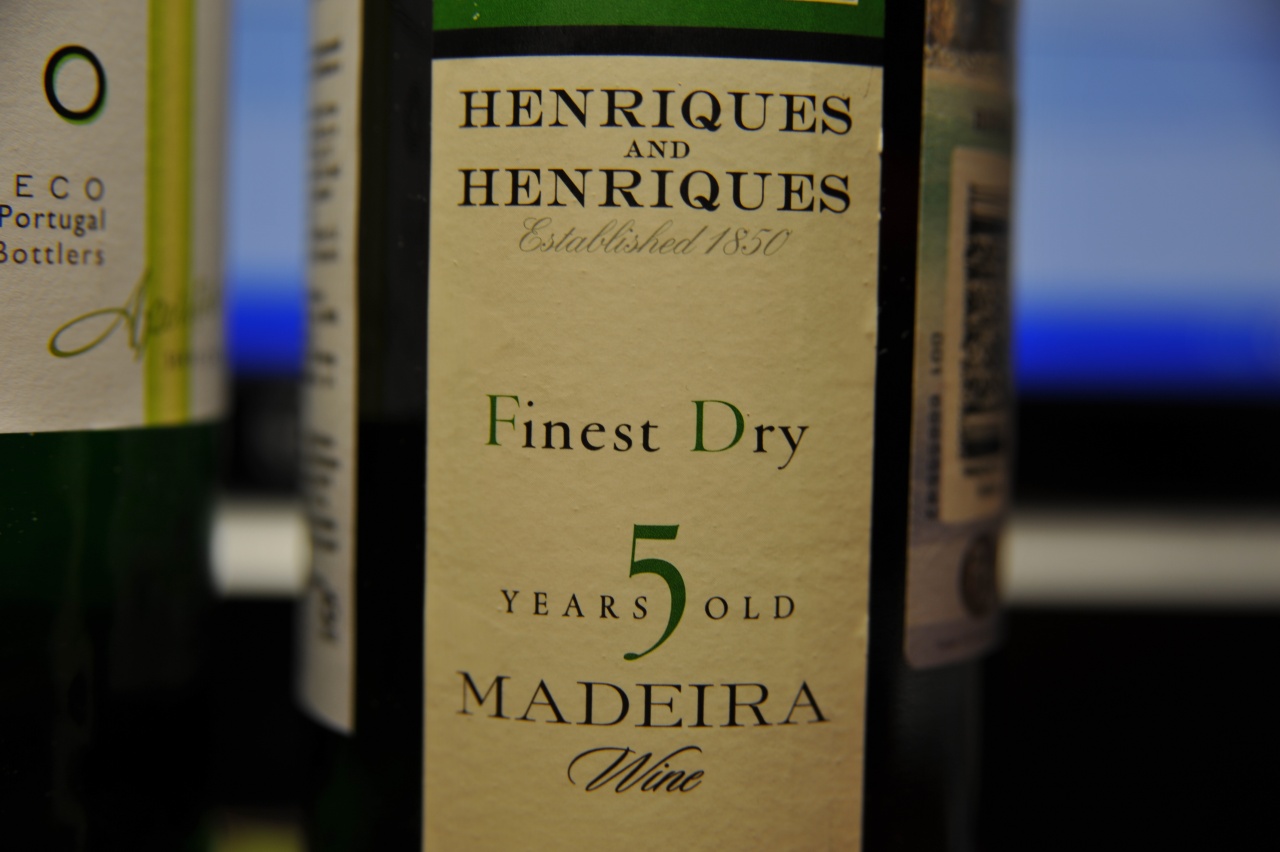 O
ECO
Portugal
Bottlers
HENRIQUES
AND
HENRIQUES
Established 1850
Finest Dry
5
YEARS OLD
MADEIRA
Wine